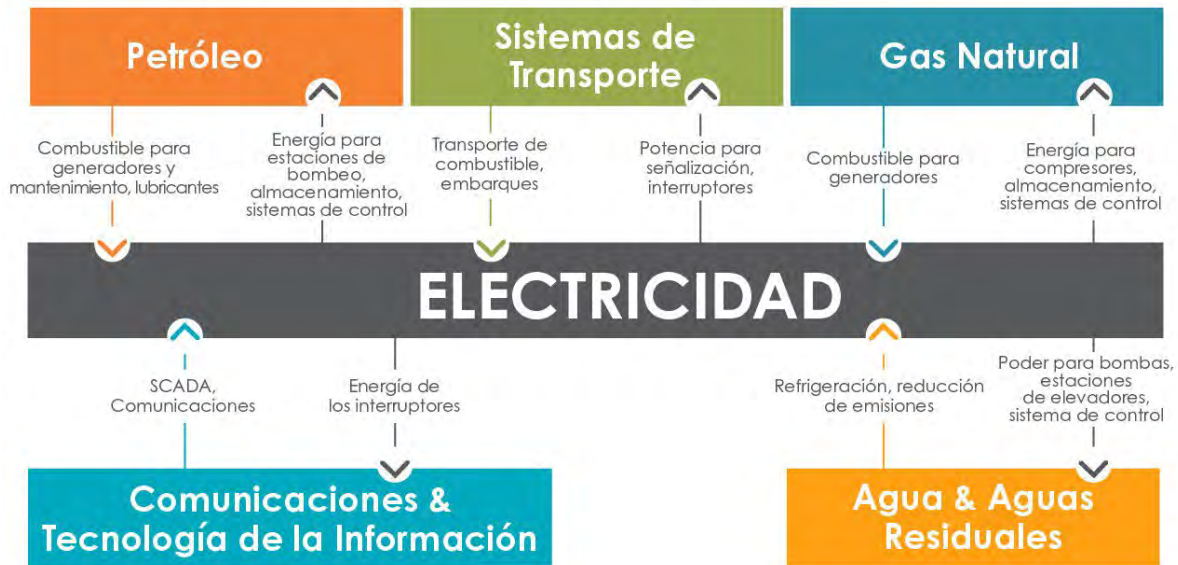 Petróleo
Sistemas de
Transporte
Gas Natural
Combustible para
generadores y
mantenimiento, lubricantes
Energía para
estaciones de
bombeo,
almacenamiento,
sistemas de control
Transporte de
combustible,
embarques
Potencia para
señalización,
interruptores
Combustible para
generadores
Energía para
compresores,
almacenamiento,
sistemas de control
ELECTRICIDAD
SCADA,
Comunicaciones
Energía de
los interruptores
Refrigeración, reducción
de emisiones
Poder para bombas,
estaciones
de elevadores,
sistema de control
Comunicaciones &
Tecnología de la Información
Agua & Aguas
Residuales